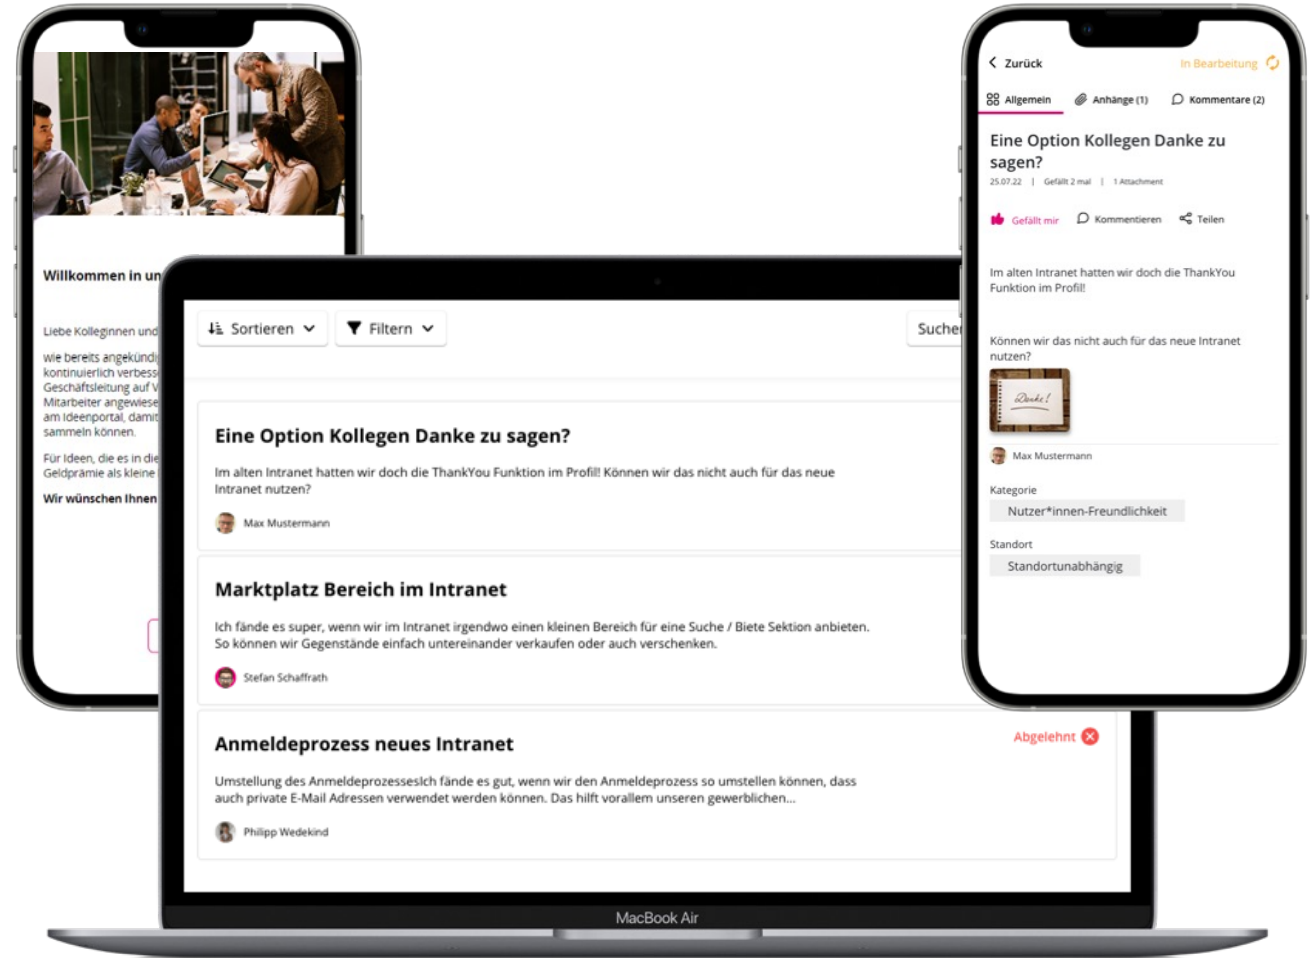 Willkommen in un
Liebe Kolleginnen und
wie bereits angekündig
kontinuierlich verbess
Geschäftsleitung auf V
Mitarbeiter angewiese
am Ideenportal, damit
sammeln können.
Für Ideen, die es in die
Geldprämie als kleine
Wir wünschen Ihnen
Sortieren
Filtern
Suchen
Eine Option Kollegen Danke zu sagen?
Im alten Intranet hatten wir doch die ThankYou Funktion im Profil! Können wir das nicht auch für das neue
Intranet nutzen?
Max Mustermann
Marktplatz Bereich im Intranet
Ich fände es super, wenn wir im Intranet irgendwo einen kleinen Bereich für eine Suche / Biete Sektion anbieten.
So können wir Gegenstände einfach untereinander verkaufen oder auch verschenken.
Stefan Schaffrath
Anmeldeprozess neues Intranet
Abgelehnt
Umstellung des AnmeldeprozessesIch fände es gut, wenn wir den Anmeldeprozess so umstellen können, dass
auch private E-Mail Adressen verwendet werden können. Das hilft vorallem unseren gewerblichen...
Philipp Wedekind
MacBook Air
Zurück
In Bearbeitung
Allgemein
Anhänge (1)
Kommentare (2)
Eine Option Kollegen Danke zu
sagen?
25.07.22 | Gefällt 2 mal | 1 Attachment
Gefällt mir
Kommentieren
Teilen
Im alten Intranet hatten wir doch die ThankYou
Funktion im Profil!
Können wir das nicht auch für das neue Intranet
nutzen?
Danke!
Max Mustermann
Kategorie
Nutzer*innen-Freundlichkeit
Standort
Standortunabhängig